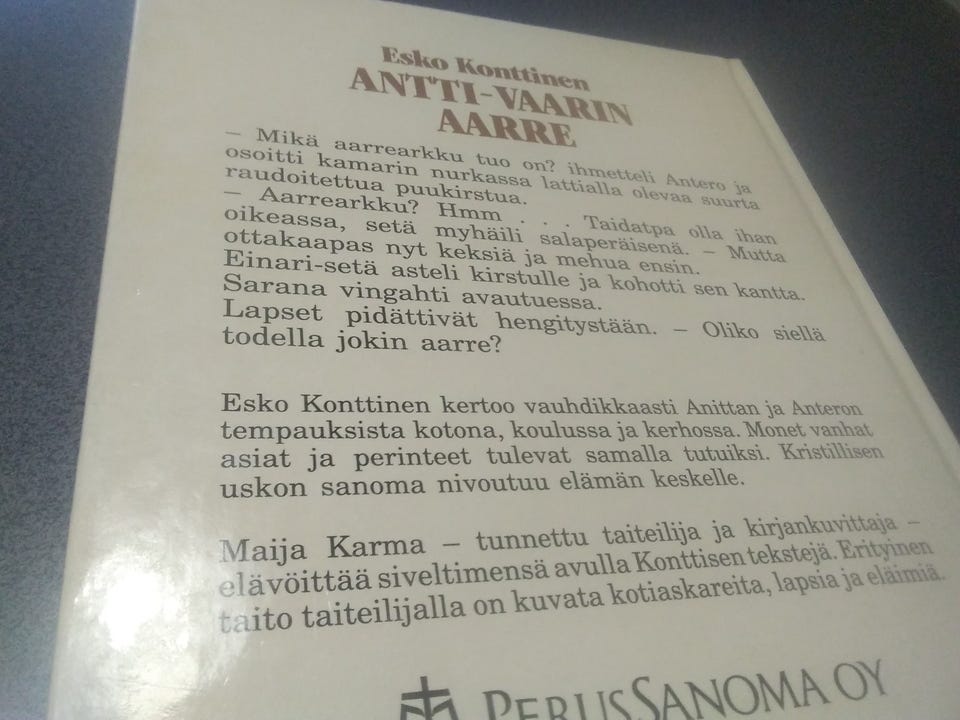 Esko Konttinen
ANTTI-VAARIN
AARRE
– Mikä aarrearkku tuo on? ihmetteli Antero ja
osoitti kamarin nurkassa lattialla olevaa suurta
raudoitettua puukirstua.
– Aarrearkku? Hmm . . . Taidatpa olla ihan
oikeassa, setä myhäili salaperäisenä. – Mutta
ottakaapas nyt keksiä ja mehua ensin.
Einari-setä asteli kirstulle ja kohotti sen kantta.
Sarana vingahti avautuessa.
Lapset pidättivät hengitystään. – Oliko siellä
todella jokin aarre?
Esko Konttinen kertoo vauhdikkaasti Anittan ja Anteron
tempauksista kotona, koulussa ja kerhossa. Monet vanhat
asiat ja perinteet tulevat samalla tutuiksi. Kristillisen
uskon sanoma nivoutuu elämän keskelle.
Maija Karma – tunnettu taiteilija ja kirjankuvittaja –
elävöittää siveltimensä avulla Konttisen tekstejä. Erityinen
taito taiteilijalla on kuvata kotiaskareita, lapsia ja eläimiä.
PERUSSANOMA OY